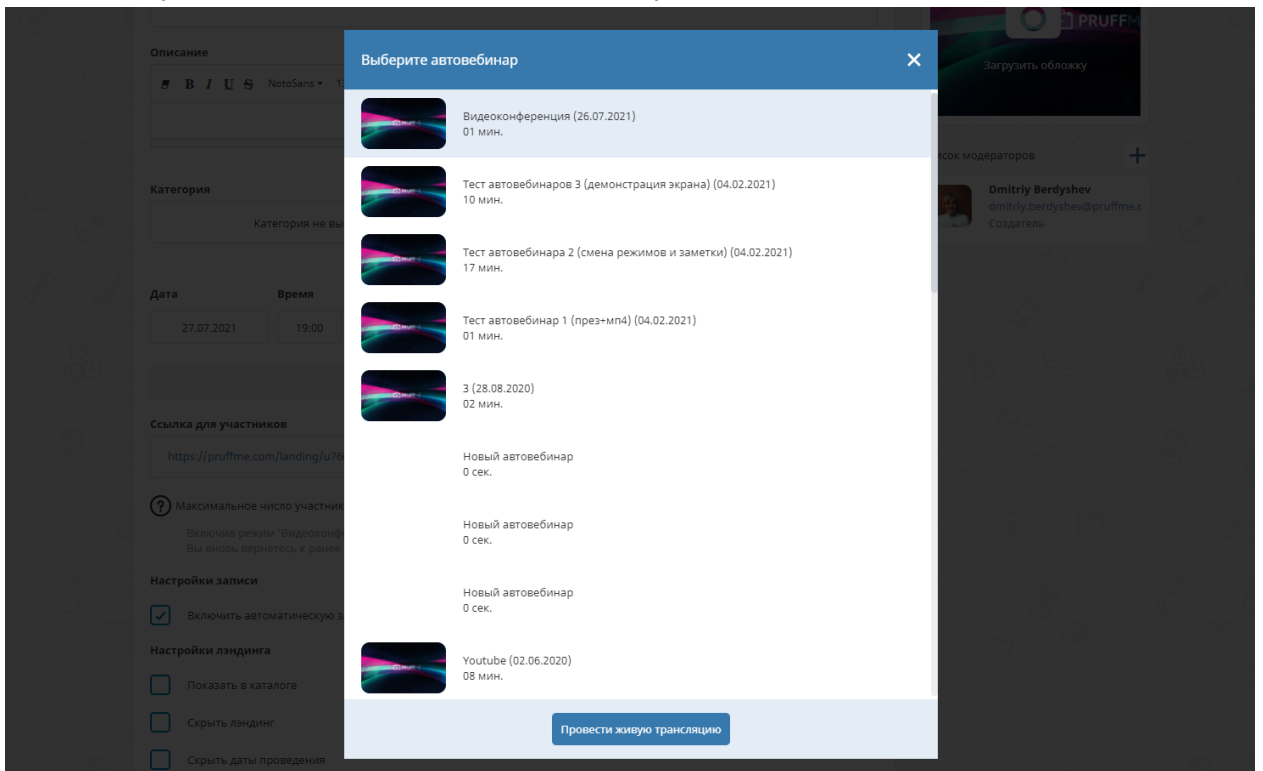 PRUFFM
Загрузить обложку
Описание
B I U S NotoSans
Выберите автовебинар
Видеоконференция (26.07.2021)
01 мин.
Тест автовебинаров 3 (демонстрация экрана) (04.02.2021)
10 мин.
Тест автовебинара 2 (смена режимов и заметки) (04.02.2021)
17 мин.
Тест автовебинар 1 (през+мп4) (04.02.2021)
01 мин.
3 (28.08.2020)
02 мин.
Новый автовебинар
0 сек.
Новый автовебинар
0 сек.
Новый автовебинар
0 сек.
Youtube (02.06.2020)
08 мин.
Провести живую трансляцию
Категория
Категория не вы
Дата Время
27.07.2021 19:00
Ссылка для участников
https://pruffme.com/landing/u76
? Максимальное число участник
Включив режим "Видеоконф
Вы вновь вернетесь к ранее
Настройки записи
Включить автоматическую з
Настройки лэндинга
Показать в каталоге
Скрыть лэндинг
Скрыть даты проведения
исок модераторов
Dmitriy Berdyshev
dmitriy.berdyshev@pruffme.c
Создатель